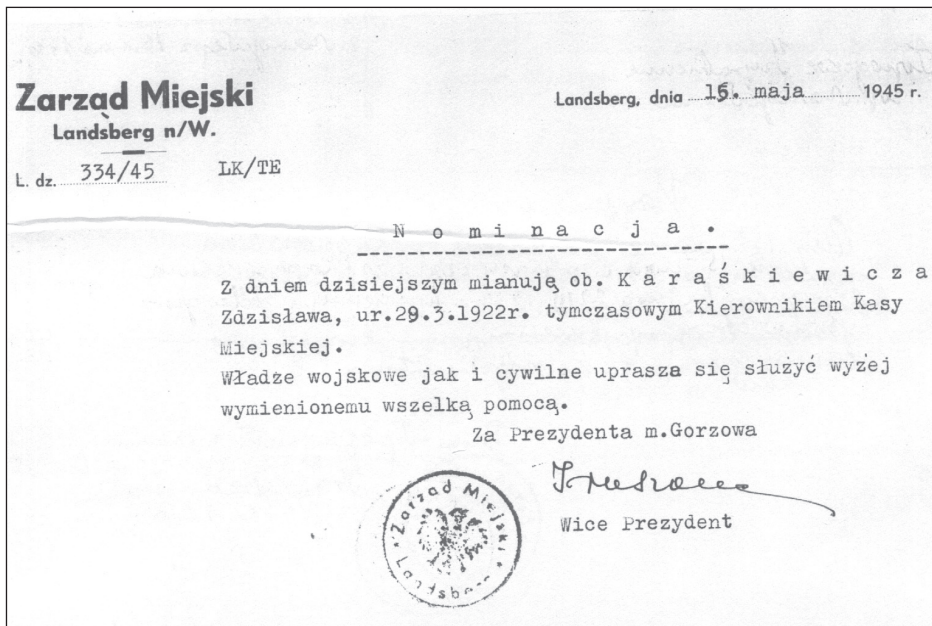 Zarząd Miejski
Landsberg n/W.
Landsberg, dnia 15. maja 1945 r.
Ł. dz. 334/45 LK/TE
N o m i n a c j a .
Z dniem dzisiejszym mianuję ob. K a r a ś k i e w i c z a
Zdzisława, ur.29.3.1922r. tymczasowym Kierownikiem Kasy
Miejskiej.
Władże wojskowe jak i cywilne uprasza się służyć wyżej
wymienionemu wszelką pomocą.
Za Prezydenta m.Gorzowa
Wice Prezydent
Zarząd Miejski * Landsberg *